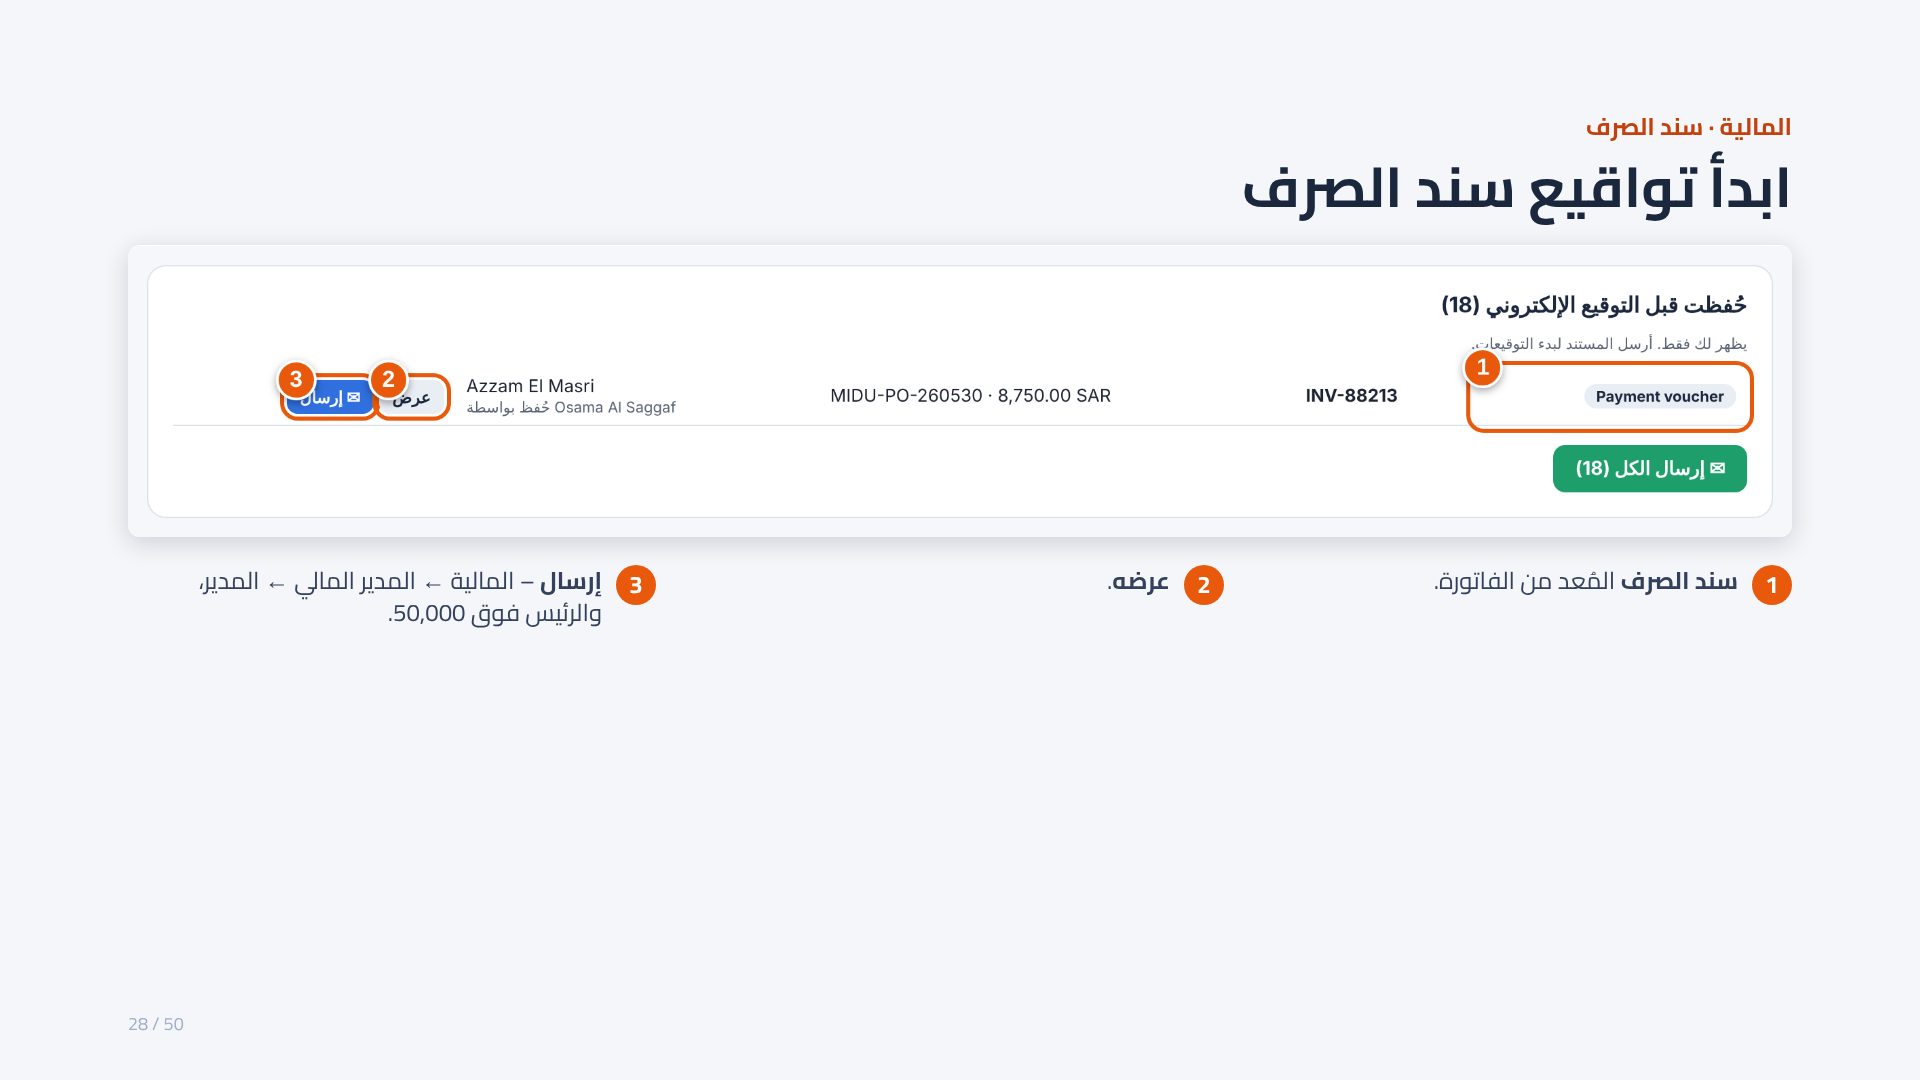 المالية · سند الصرف
ابدأ تواقيع سند الصرف
حُفظت قبل التوقيع الإلكتروني (18)
يظهر لك فقط. أرسل المستند لبدء التوقيعات.
1
Payment voucher
INV-88213
MIDU-PO-260530 · 8,750.00 SAR
Azzam El Masri
حُفظ بواسطة Osama Al Saggaf
2
عرض
3
✉ إرسال
✉ إرسال الكل (18)
1 سند الصرف المُعد من الفاتورة.
2 عرضه.
3 إرسال – المالية ← المدير المالي ← المدير،
والرئيس فوق 50,000.
28 / 50